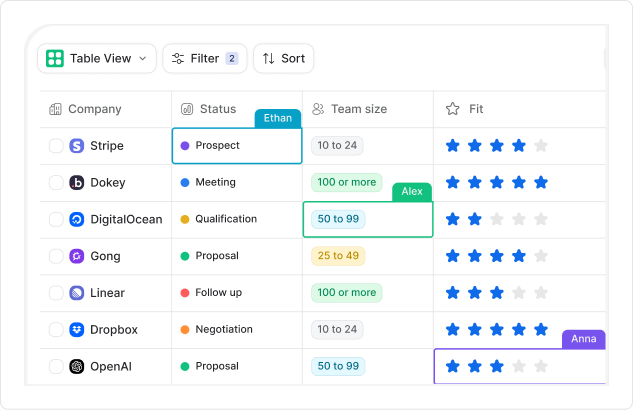 Table View Filter 2 Sort
Company Status Team size Fit
Ethan
Stripe Prospect 10 to 24
Dokey Meeting 100 or more
Alex
DigitalOcean Qualification 50 to 99
Gong Proposal 25 to 49
Linear Follow up 100 or more
Dropbox Negotiation 10 to 24
Anna
OpenAI Proposal 50 to 99